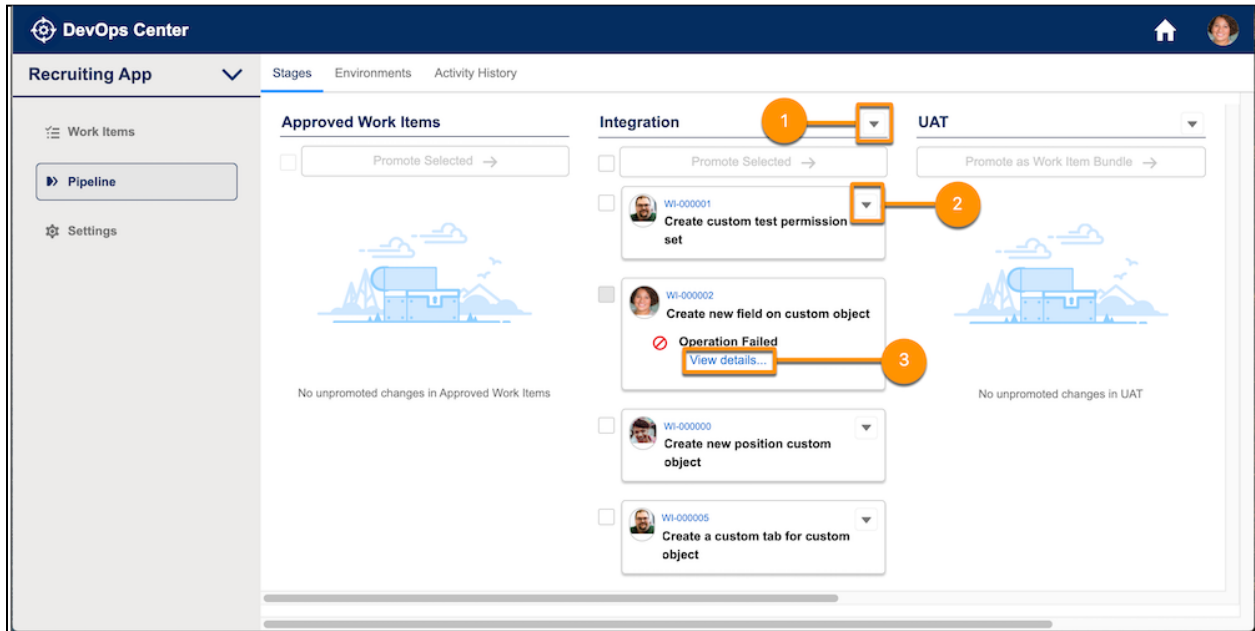 DevOps Center
Recruiting App
Stages Environments Activity History
Work Items
Pipeline
Settings
Approved Work Items
Promote Selected →
No unpromoted changes in Approved Work Items
Integration
1
Promote Selected →
WI-000001
Create custom test permission
set
2
WI-000002
Create new field on custom object
Operation Failed
View details...
3
WI-000000
Create new position custom
object
WI-000005
Create a custom tab for custom
object
UAT
Promote as Work Item Bundle →
No unpromoted changes in UAT